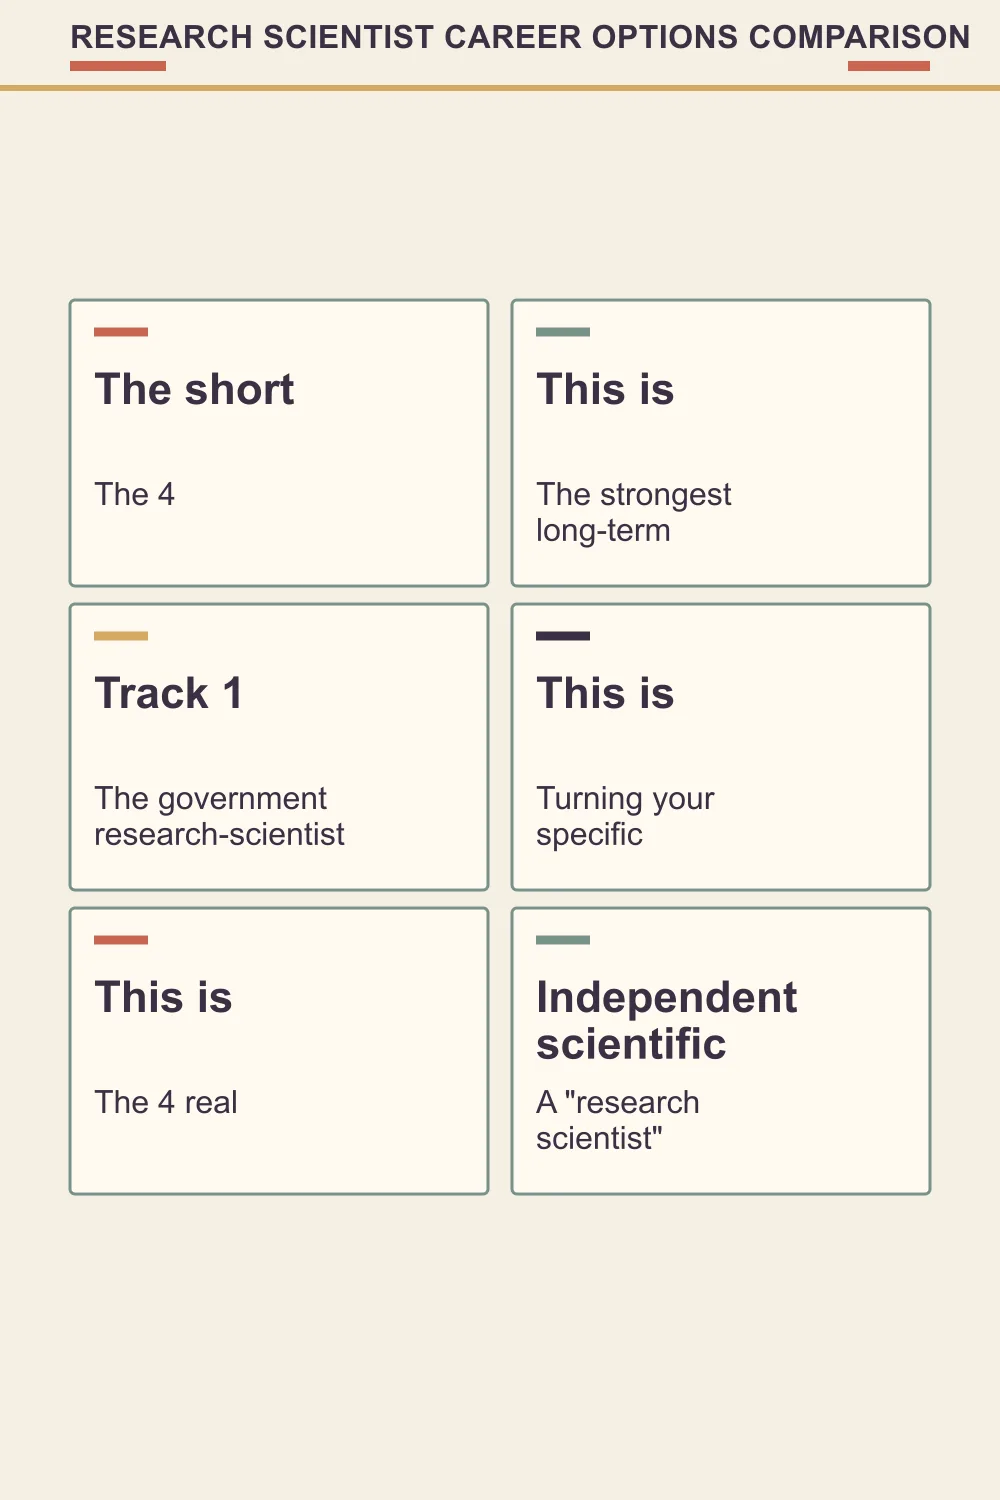 RESEARCH SCIENTIST CAREER OPTIONS COMPARISON
The short
The 4
This is
The strongest
long-term
Track 1
The government
research-scientist
This is
Turning your
specific
This is
The 4 real
Independent
scientific
A "research
scientist"